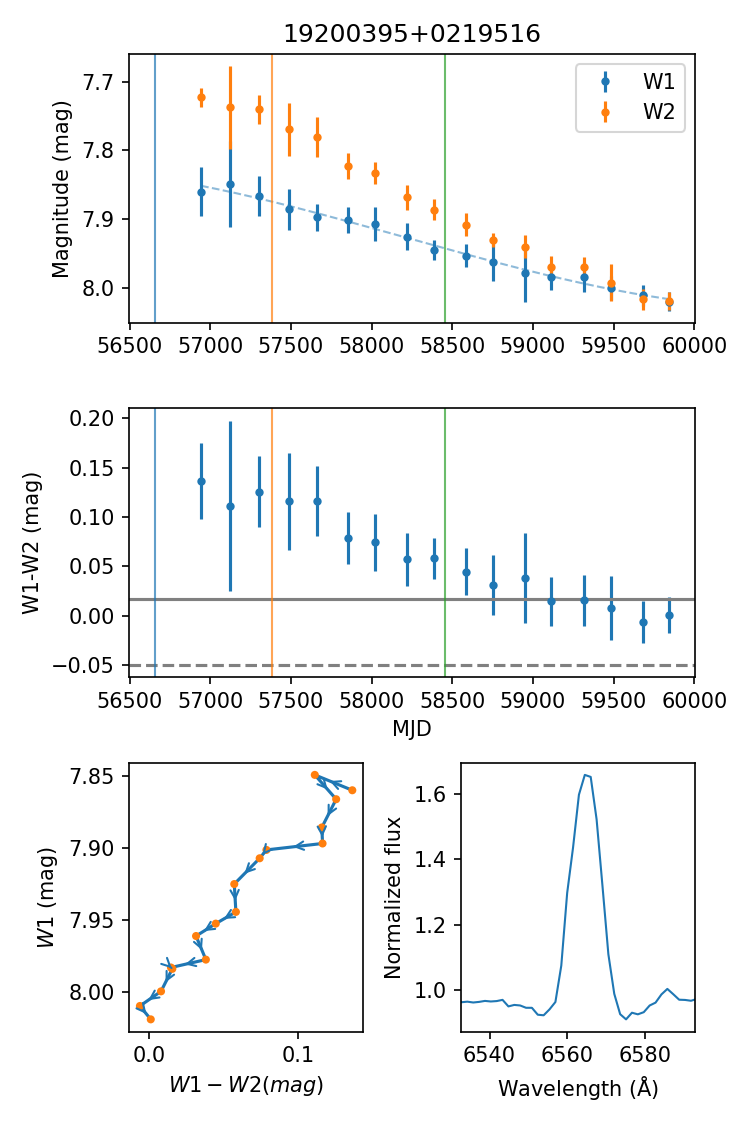 19200395+0219516
Magnitude (mag)
7.7
7.8
7.9
8.0
W1
W2
56500 57000 57500 58000 58500 59000 59500 60000
W1-W2 (mag)
0.20
0.15
0.10
0.05
0.00
−0.05
56500 57000 57500 58000 58500 59000 59500 60000
MJD
W1 (mag)
7.85
7.90
7.95
8.00
0.0 0.1
W1 − W2(mag)
Normalized flux
1.6
1.4
1.2
1.0
6540 6560 6580
Wavelength (Å)